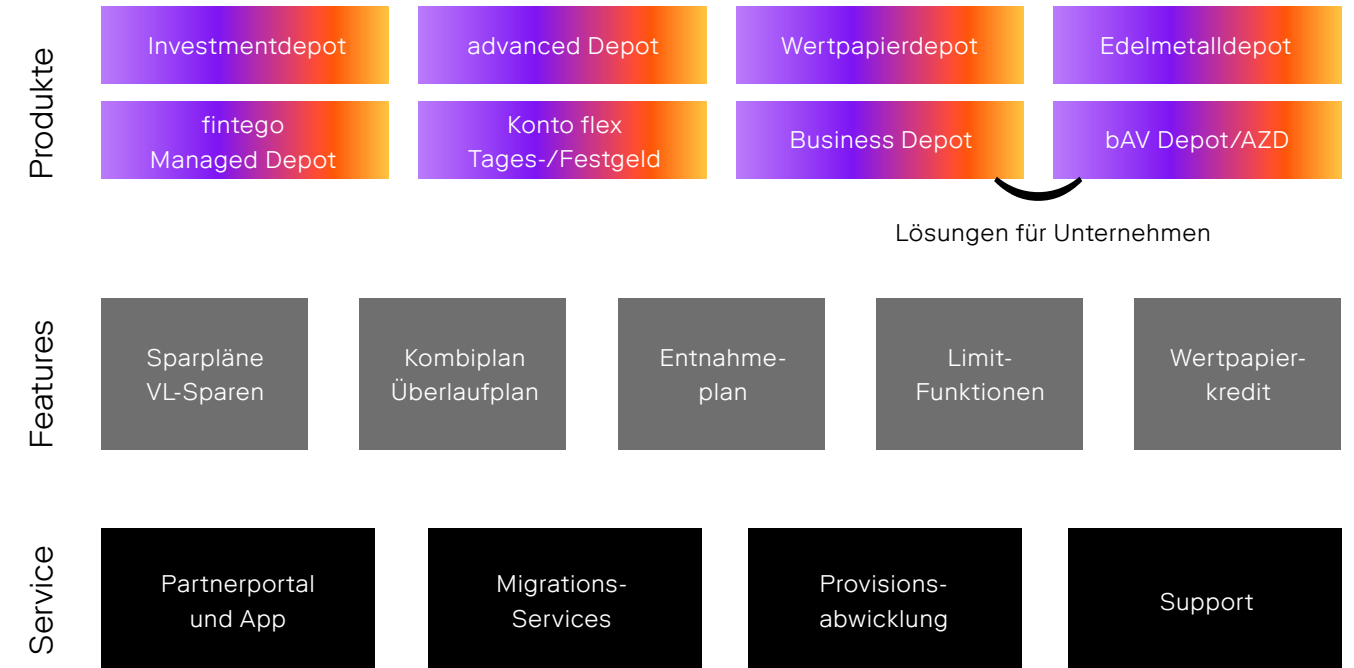 Produkte
Investmentdepot
advanced Depot
Wertpapierdepot
Edelmetalldepot
fintego
Managed Depot
Konto flex
Tages-/Festgeld
Business Depot
bAV Depot/AZD
Lösungen für Unternehmen
Features
Sparpläne
VL-Sparen
Kombiplan
Überlaufplan
Entnahme-
plan
Limit-
Funktionen
Wertpapier-
kredit
Service
Partnerportal
und App
Migrations-
Services
Provisions-
abwicklung
Support